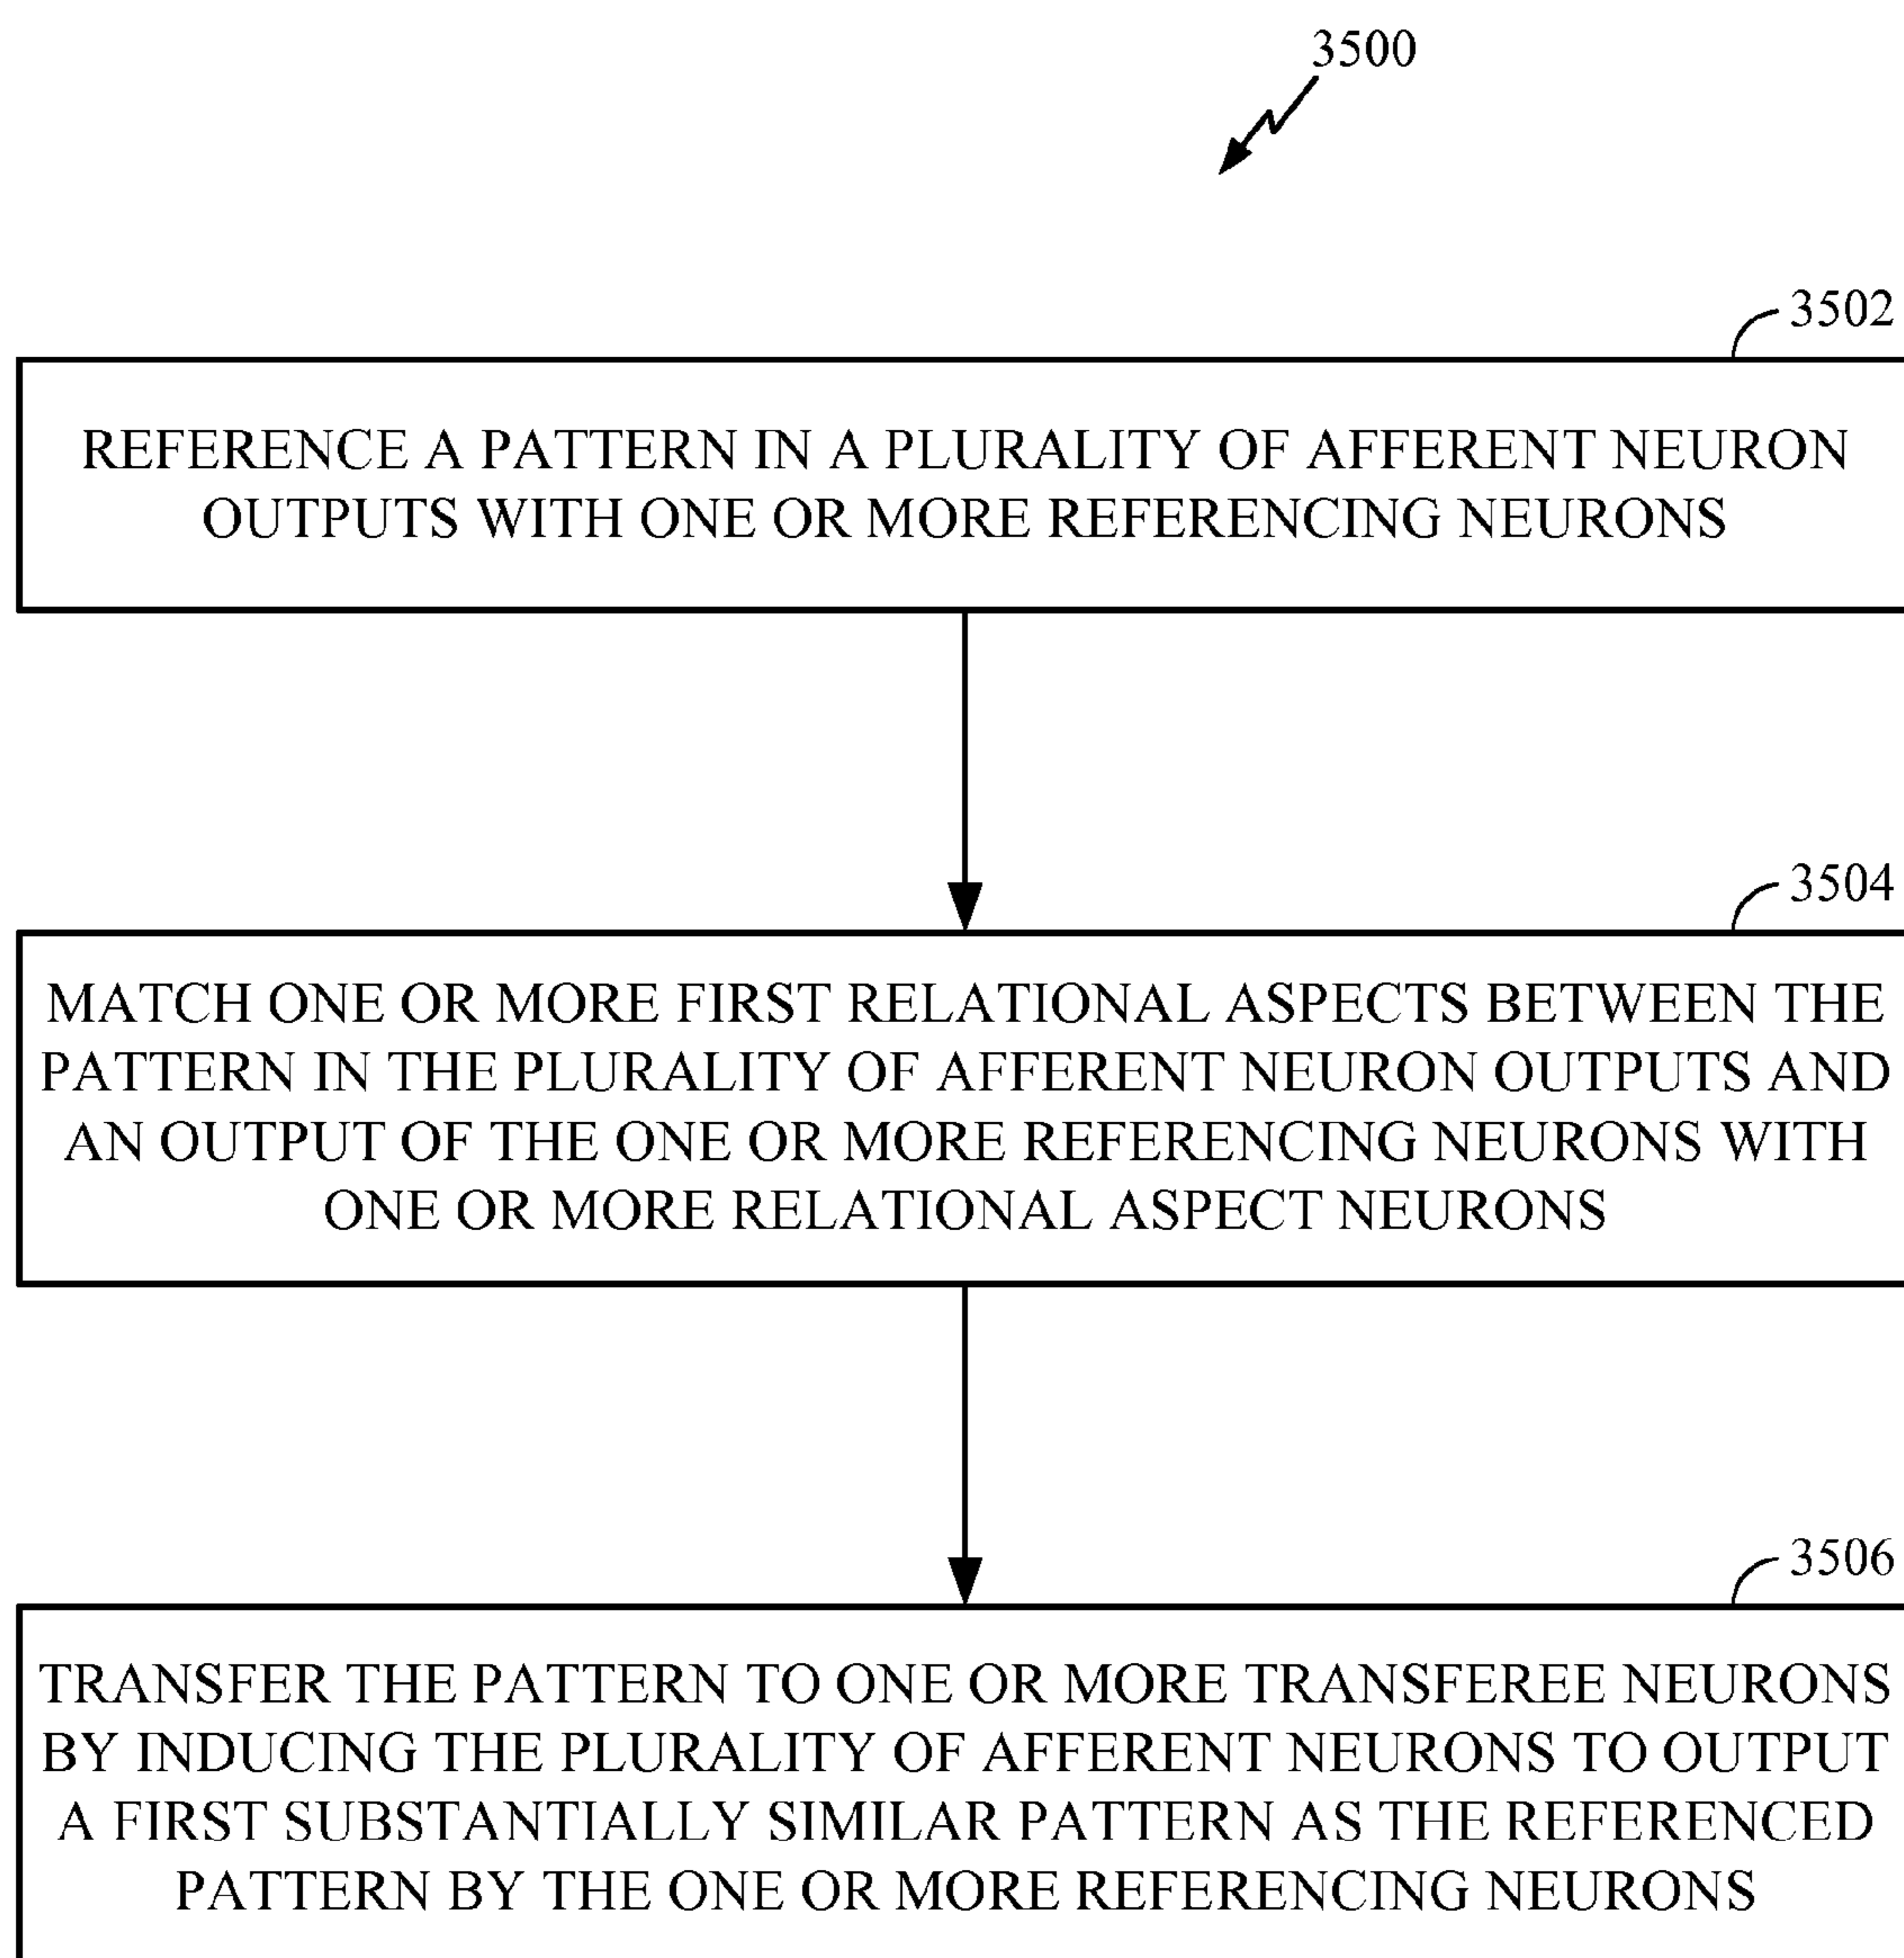 3500
3502
REFERENCE A PATTERN IN A PLURALITY OF AFFERENT NEURON
OUTPUTS WITH ONE OR MORE REFERENCING NEURONS
3504
MATCH ONE OR MORE FIRST RELATIONAL ASPECTS BETWEEN THE
PATTERN IN THE PLURALITY OF AFFERENT NEURON OUTPUTS AND
AN OUTPUT OF THE ONE OR MORE REFERENCING NEURONS WITH
ONE OR MORE RELATIONAL ASPECT NEURONS
3506
TRANSFER THE PATTERN TO ONE OR MORE TRANSFEREE NEURONS
BY INDUCING THE PLURALITY OF AFFERENT NEURONS TO OUTPUT
A FIRST SUBSTANTIALLY SIMILAR PATTERN AS THE REFERENCED
PATTERN BY THE ONE OR MORE REFERENCING NEURONS